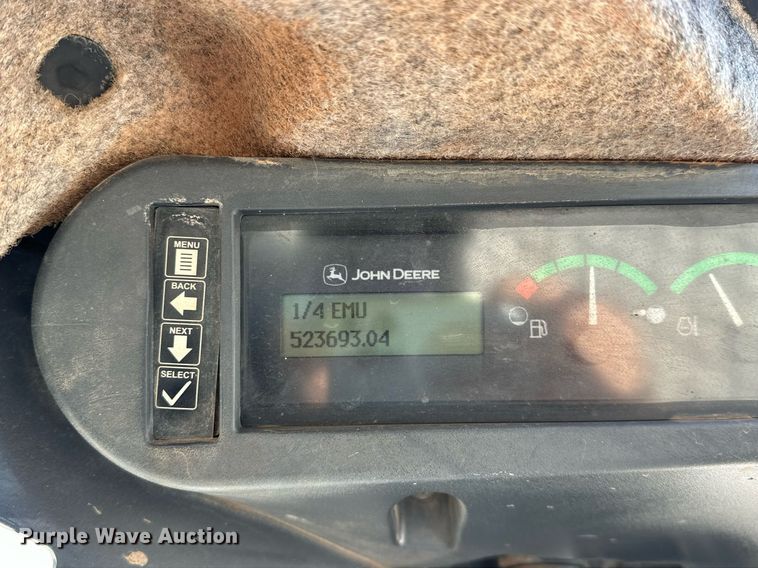 MENU
BACK
NEXT
SELECT
JOHN DEERE
1/4 EMU
523693.04
Purple Wave Auction